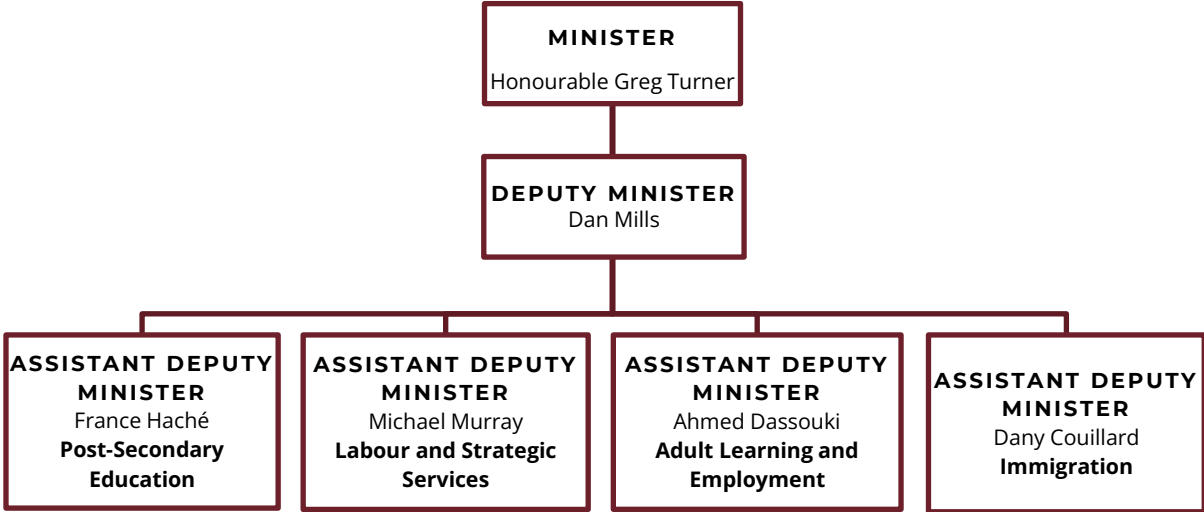 MINISTER
Honourable Greg Turner
DEPUTY MINISTER
Dan Mills
ASSISTANT DEPUTY
MINISTER
France Haché
Post-Secondary
Education
ASSISTANT DEPUTY
MINISTER
Michael Murray
Labour and Strategic
Services
ASSISTANT DEPUTY
MINISTER
Ahmed Dassouki
Adult Learning and
Employment
ASSISTANT DEPUTY
MINISTER
Dany Couillard
Immigration